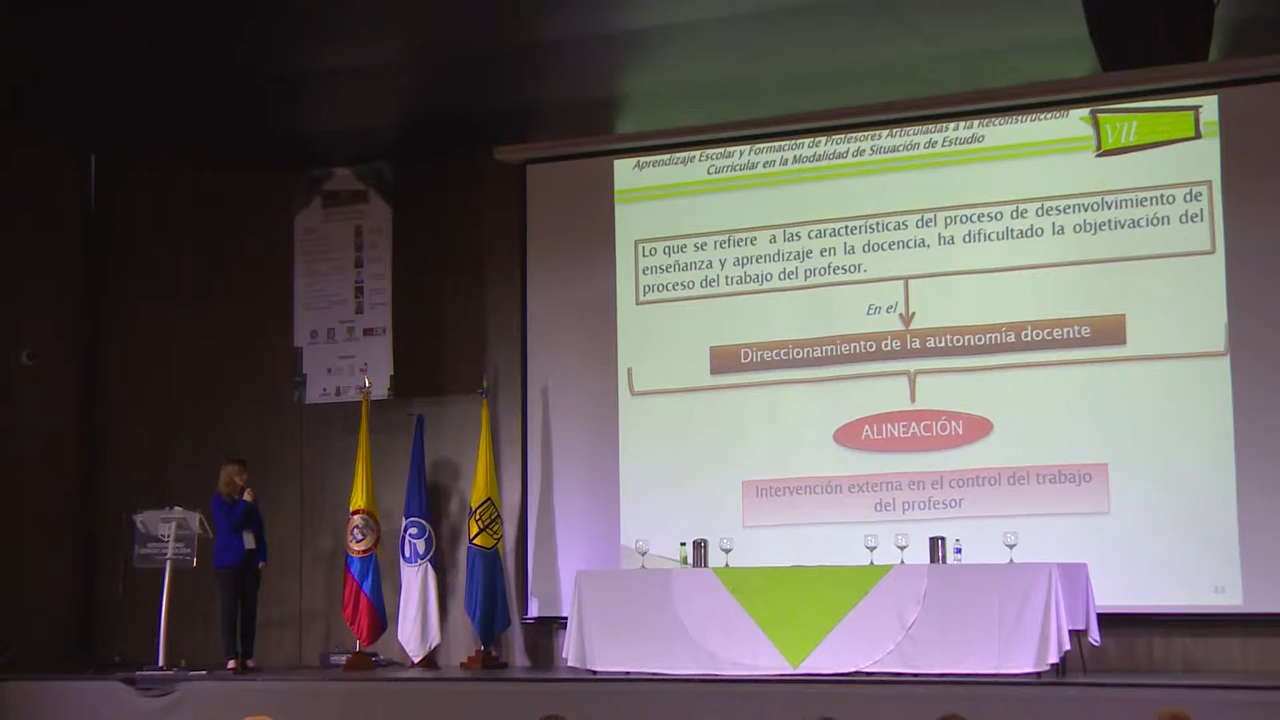 Aprendizaje Escolar y Formación de Profesores Articuladas a la Reconstrucción
Curricular en la Modalidad de Situación de Estudio
VII
Lo que se refiere a las características del proceso de desenvolvimiento de
enseñanza y aprendizaje en la docencia, ha dificultado la objetivación del
proceso del trabajo del profesor.
En el
Direccionamiento de la autonomía docente
ALINEACIÓN
Intervención externa en el control del trabajo
del profesor
UNIVERSIDAD
SERGIO ARBOLEDA